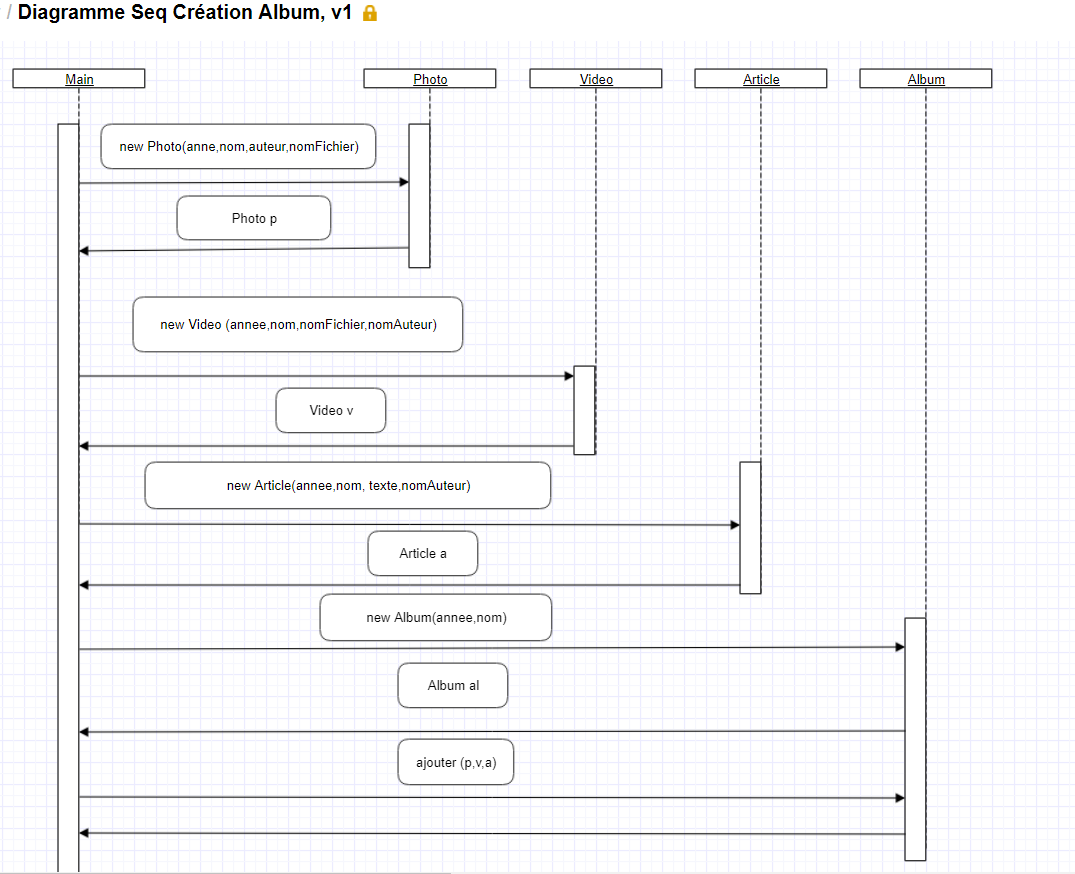 / Diagramme Seq Création Album, v1
Main
Photo
Video
Article
Album
new Photo(anne,nom,auteur,nomFichier)
Photo p
new Video (annee,nom,nomFichier,nomAuteur)
Video v
new Article(annee,nom, texte,nomAuteur)
Article a
new Album(annee,nom)
Album al
ajouter (p,v,a)